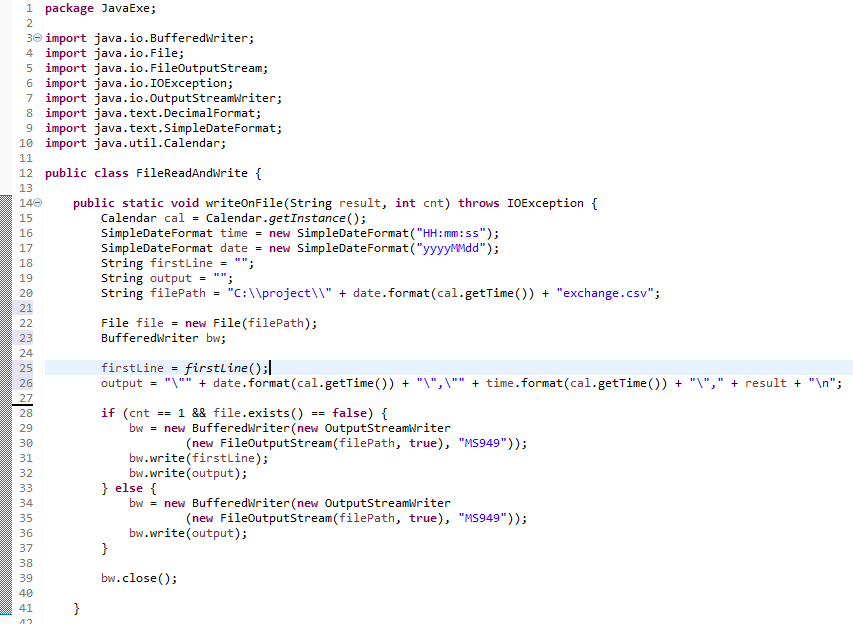 1 package JavaExe;
2
3 import java.io.BufferedWriter;
4 import java.io.File;
5 import java.io.FileOutputStream;
6 import java.io.IOException;
7 import java.io.OutputStreamWriter;
8 import java.text.DecimalFormat;
9 import java.text.SimpleDateFormat;
10 import java.util.Calendar;
11
12 public class FileReadAndWrite {
13
14     public static void writeOnFile(String result, int cnt) throws IOException {
15         Calendar cal = Calendar.getInstance();
16         SimpleDateFormat time = new SimpleDateFormat("HH:mm:ss");
17         SimpleDateFormat date = new SimpleDateFormat("yyyyMMdd");
18         String firstLine = "";
19         String output = "";
20         String filePath = "C:\\project\\" + date.format(cal.getTime()) + "exchange.csv";
21
22         File file = new File(filePath);
23         BufferedWriter bw;
24
25         firstLine = firstLine();
26         output = "\"" + date.format(cal.getTime()) + "\",\"" + time.format(cal.getTime()) + "\"," + result + "\n";
27
28         if (cnt == 1 && file.exists() == false) {
29             bw = new BufferedWriter(new OutputStreamWriter
30                     (new FileOutputStream(filePath, true), "MS949"));
31             bw.write(firstLine);
32             bw.write(output);
33         } else {
34             bw = new BufferedWriter(new OutputStreamWriter
35                     (new FileOutputStream(filePath, true), "MS949"));
36             bw.write(output);
37         }
38
39         bw.close();
40
41     }
42